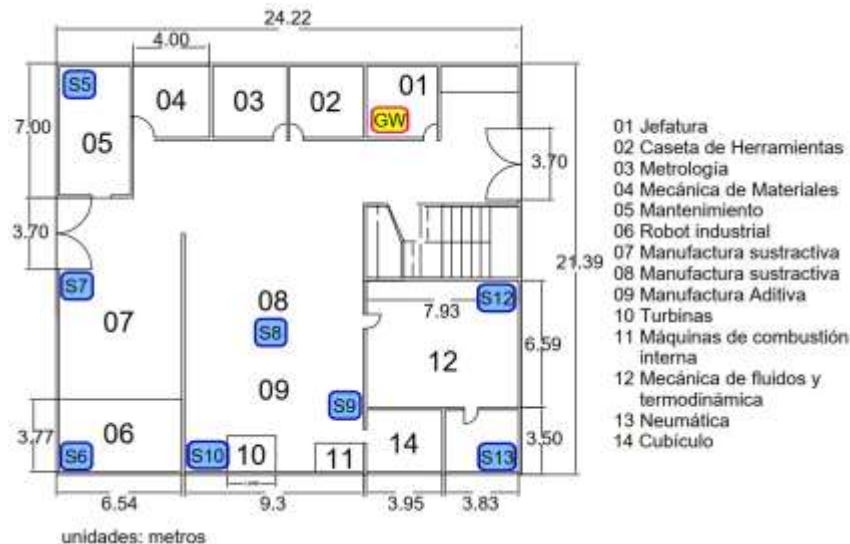 24.22
4.00
S5
04
03
02
01
GW
7.00
05
3.70
3.70
21.39
S7
08
S8
07
7.93
S12
6.59
12
09
S9
3.77
06
S6
S10
10
11
14
S13
3.50
6.54
9.3
3.95
3.83
unidades: metros
01 Jefatura
02 Caseta de Herramientas
03 Metrología
04 Mecánica de Materiales
05 Mantenimiento
06 Robot industrial
07 Manufactura sustractiva
08 Manufactura sustractiva
09 Manufactura Aditiva
10 Turbinas
11 Máquinas de combustión
interna
12 Mecánica de fluidos y
termodinámica
13 Neumática
14 Cubículo